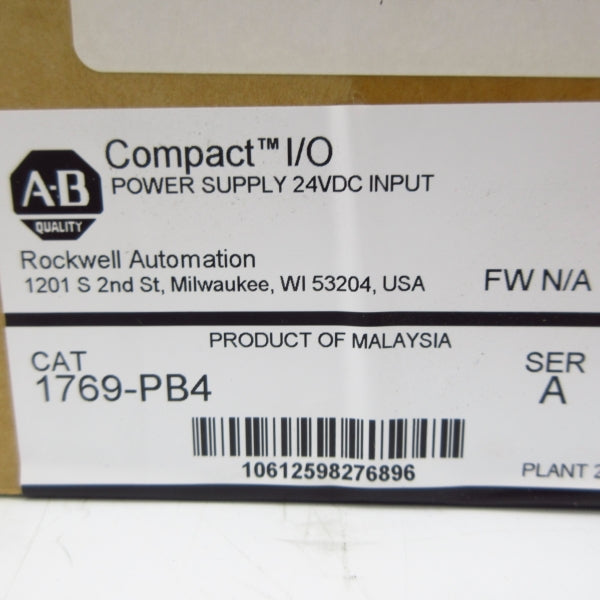 Compact™ I/O
A-B
QUALITY
POWER SUPPLY 24VDC INPUT
Rockwell Automation
1201 S 2nd St, Milwaukee, WI 53204, USA
FW N/A
PRODUCT OF MALAYSIA
CAT
1769-PB4
SER
A
10612598276896
PLANT 2